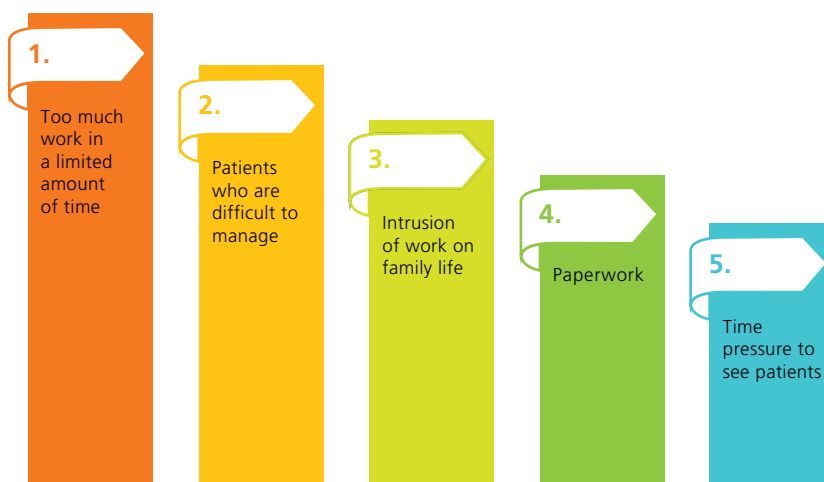 1.
Too much
work in
a limited
amount
of time
2.
Patients
who are
difficult to
manage
3.
Intrusion
of work on
family life
4.
Paperwork
5.
Time
pressure to
see patients